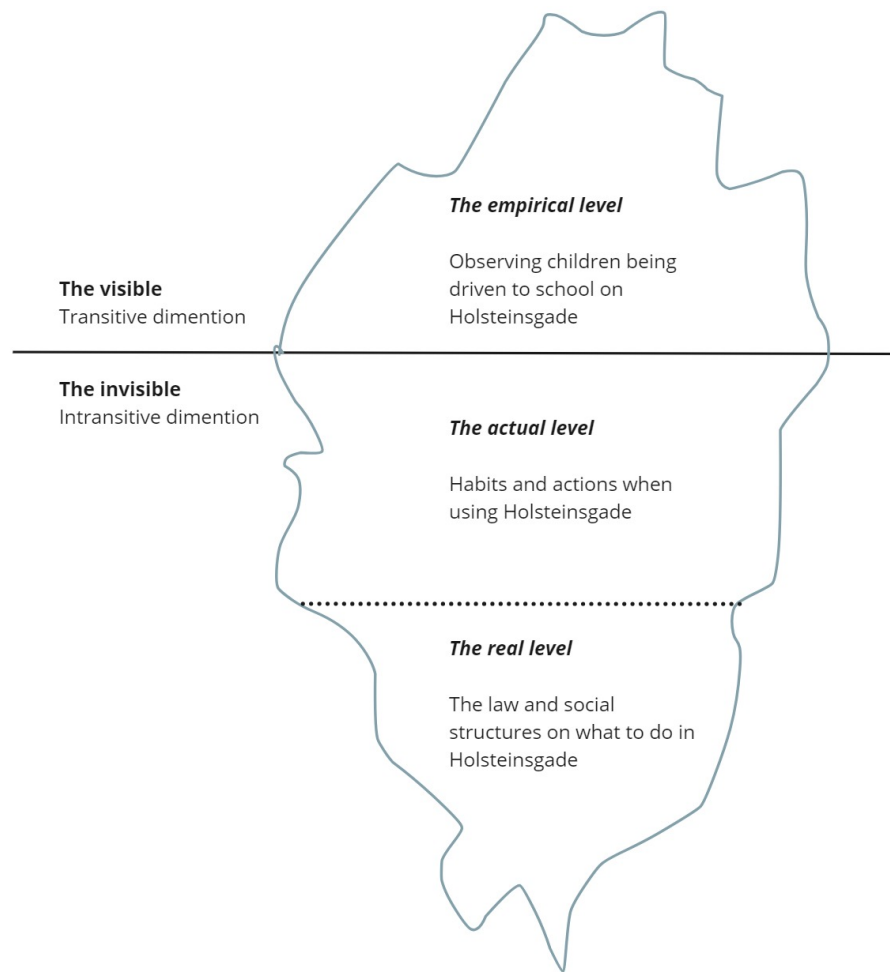 The empirical level
Observing children being
driven to school on
Holsteinsgade
The visible
Transitive dimention
The invisible
Intransitive dimention
The actual level
Habits and actions when
using Holsteinsgade
The real level
The law and social
structures on what to do in
Holsteinsgade